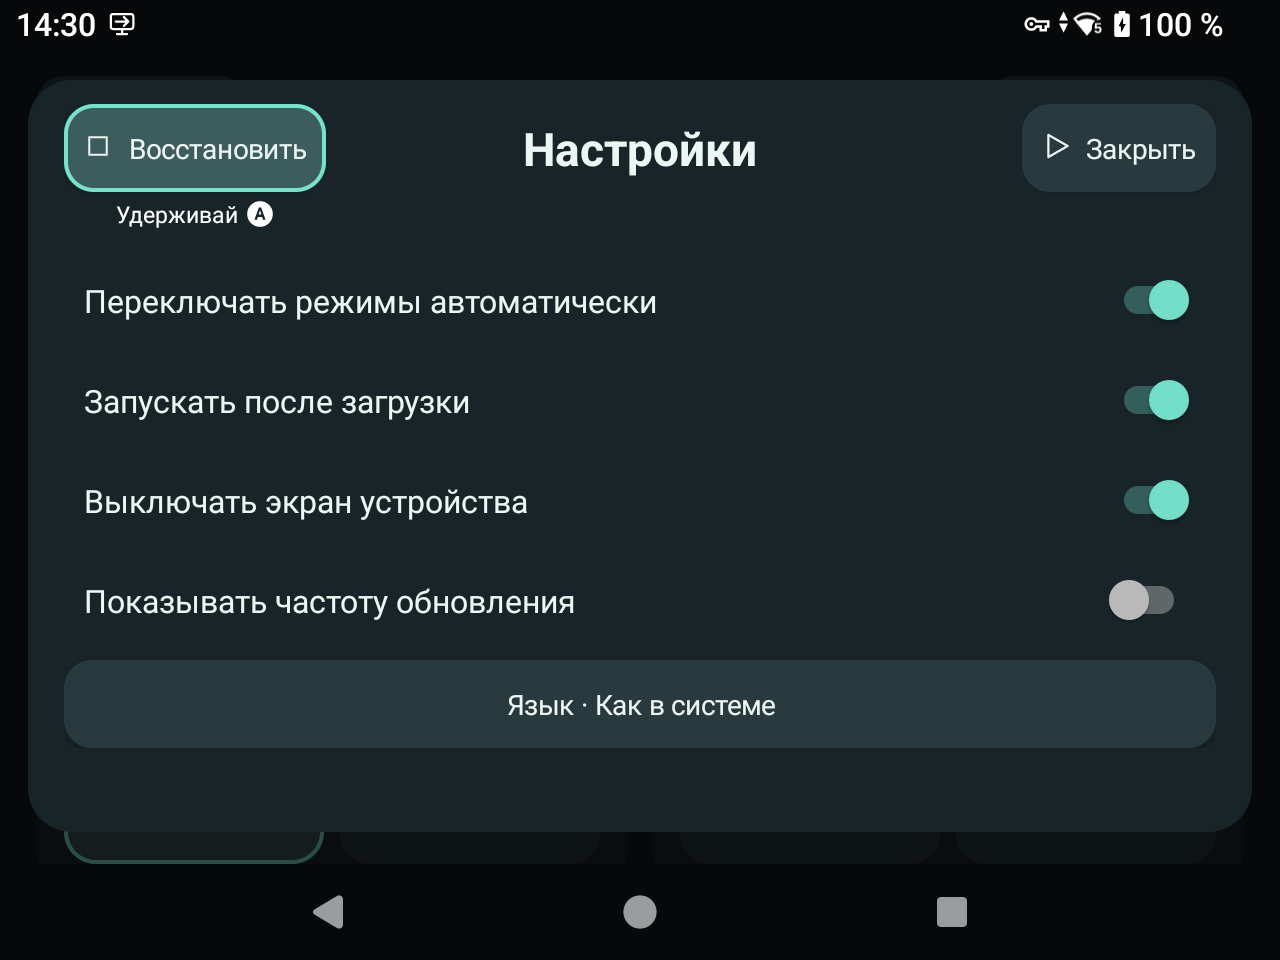 14:30
5 100 %
Восстановить
Настройки
Закрыть
Удерживай A
Переключать режимы автоматически
Запускать после загрузки
Выключать экран устройства
Показывать частоту обновления
Язык · Как в системе